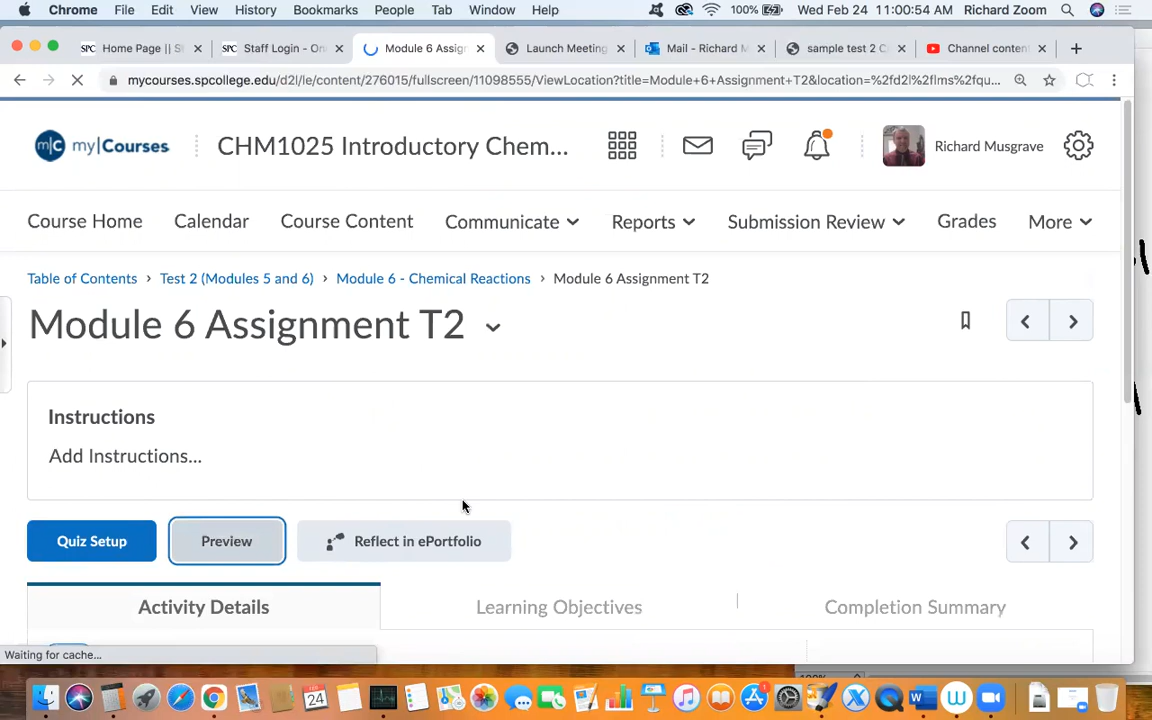 Chrome File Edit View History Bookmarks People Tab Window Help 100% Wed Feb 24 11:00:54 AM Richard Zoom
Home Page || S Staff Login - On Module 6 Assig Launch Meeting Mail - Richard M sample test 2 C Channel content
mycourses.spcollege.edu/d2l/le/content/276015/fullscreen/11098555/ViewLocation?title=Module+6+Assignment+T2&location=%2fd2l%2flms%2fqu...
m|C my|Courses CHM1025 Introductory Chem... Richard Musgrave
Course Home Calendar Course Content Communicate Reports Submission Review Grades More
Table of Contents › Test 2 (Modules 5 and 6) › Module 6 - Chemical Reactions › Module 6 Assignment T2
Module 6 Assignment T2
Instructions
Add Instructions...
Quiz Setup Preview Reflect in ePortfolio
Activity Details Learning Objectives Completion Summary
Waiting for cache...